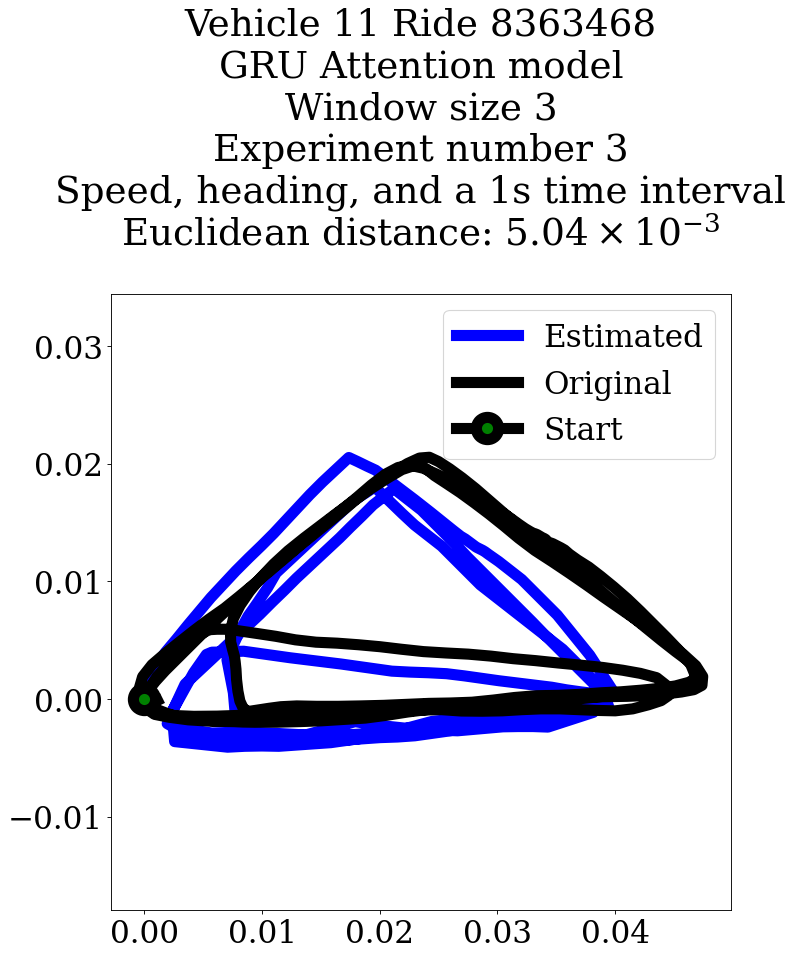 Vehicle 11 Ride 8363468
GRU Attention model
Window size 3
Experiment number 3
Speed, heading, and a 1s time interval
Euclidean distance: 5.04 × 10⁻³
Estimated
Original
Start
0.03
0.02
0.01
0.00
−0.01
0.00 0.01 0.02 0.03 0.04